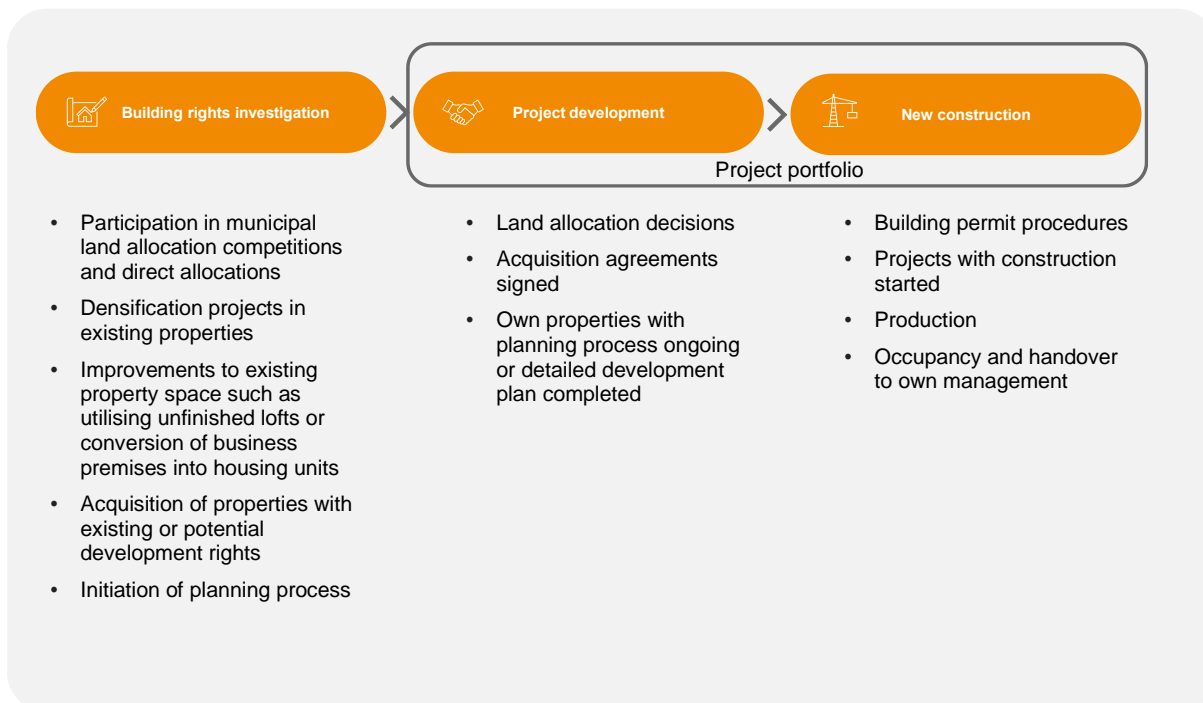 Building rights investigation
Project development
New construction
Project portfolio
• Participation in municipal
land allocation competitions
and direct allocations
• Densification projects in
existing properties
• Improvements to existing
property space such as
utilising unfinished lofts or
conversion of business
premises into housing units
• Acquisition of properties with
existing or potential
development rights
• Initiation of planning process
• Land allocation decisions
• Acquisition agreements
signed
• Own properties with
planning process ongoing
or detailed development
plan completed
• Building permit procedures
• Projects with construction
started
• Production
• Occupancy and handover
to own management